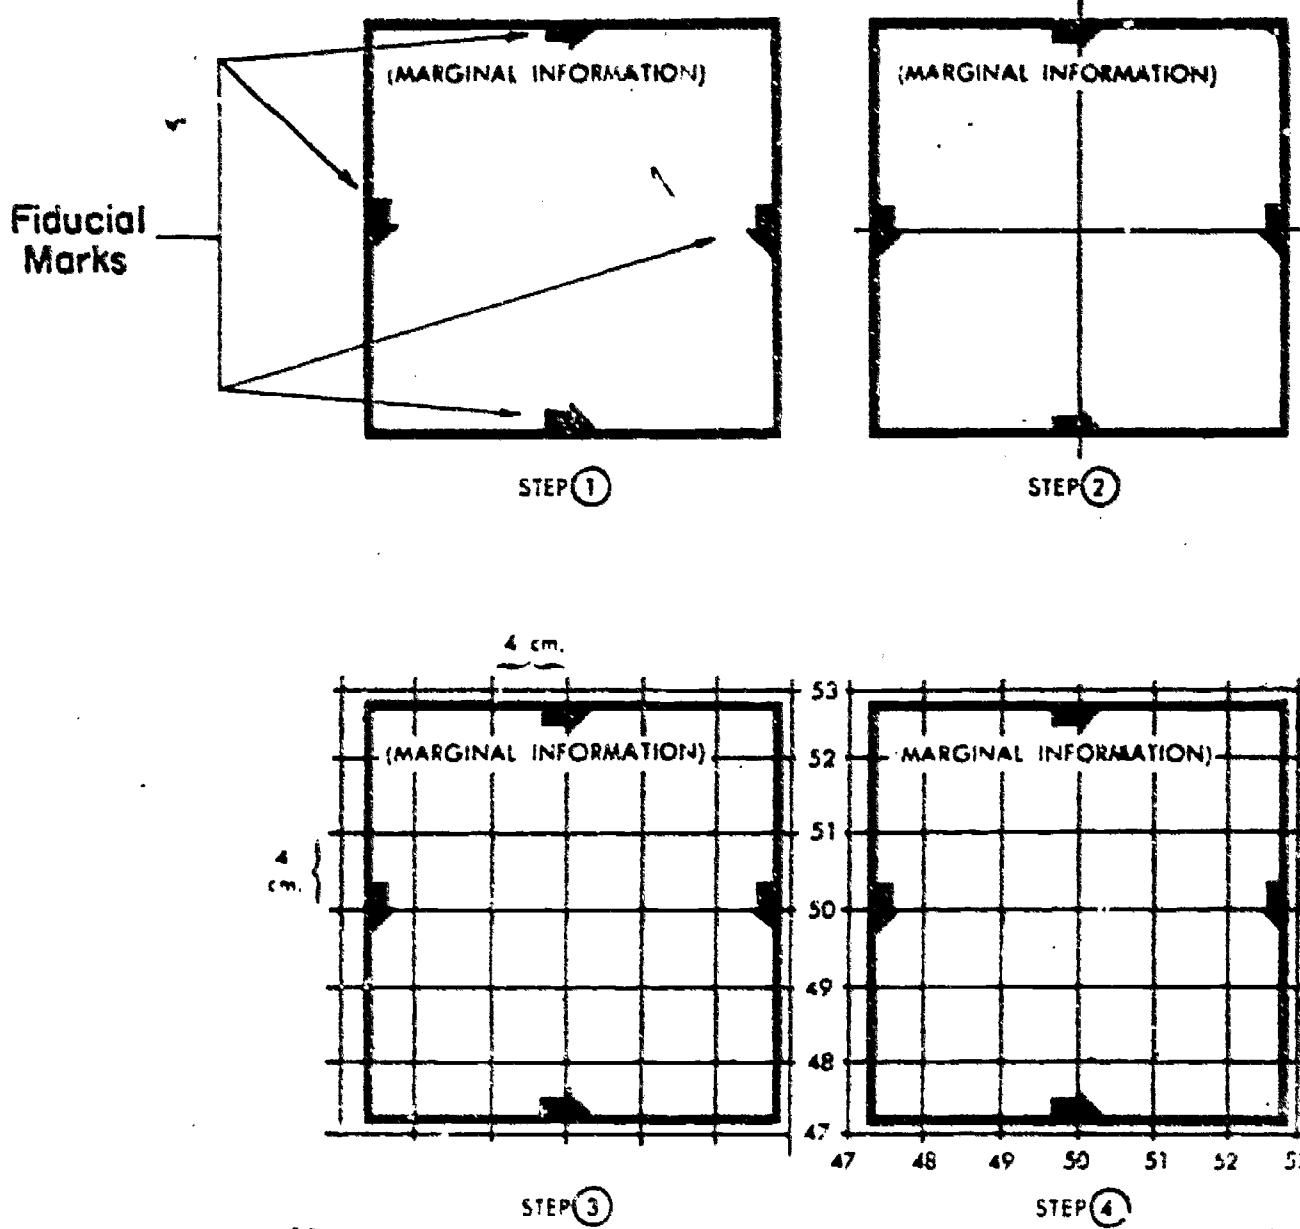 (MARGINAL INFORMATION)
(MARGINAL INFORMATION)
Fiducial
Marks
STEP 1
STEP 2
4 cm.
53
(MARGINAL INFORMATION)
52
MARGINAL INFORMATION)
51
4
cm.
50
49
48
47
47 48 49 50 51 52
STEP 3
STEP 4